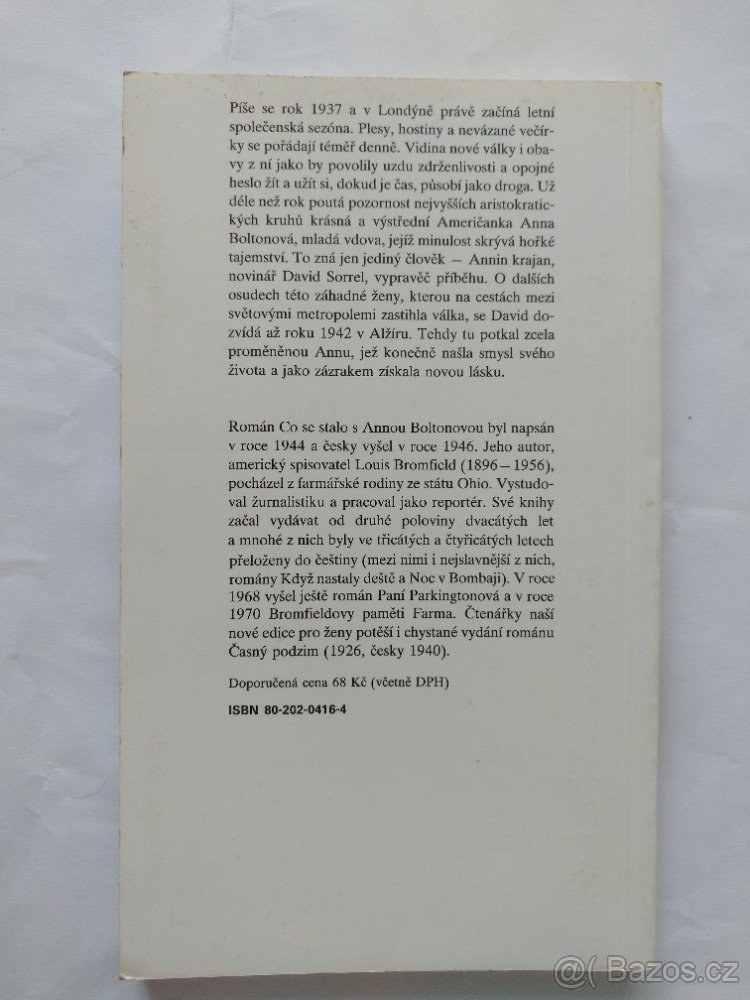 Píše se rok 1937 a v Londýně právě začíná letní
společenská sezóna. Plesy, hostiny a nevázané večír-
ky se pořádají téměř denně. Vidina nové války i oba-
vy z ní jako by povolily uzdu zdrženlivosti a opojné
heslo žít a užít si, dokud je čas, působí jako droga. Už
déle než rok poutá pozornost nejvyšších aristokratic-
kých kruhů krásná a výstřední Američanka Anna
Boltonová, mladá vdova, jejíž minulost skrývá hořké
tajemství. To zná jen jediný člověk — Annin krajan,
novinář David Sorrel, vypravěč příběhu. O dalších
osudech této záhadné ženy, kterou na cestách mezi
světovými metropolemi zastihla válka, se David do-
zvídá až roku 1942 v Alžíru. Tehdy tu potkal zcela
proměněnou Annu, jež konečně našla smysl svého
života a jako zázrakem získala novou lásku.
Román Co se stalo s Annou Boltonovou byl napsán
v roce 1944 a česky vyšel v roce 1946. Jeho autor,
americký spisovatel Louis Bromfield (1896—1956),
pocházel z farmářské rodiny ze státu Ohio. Vystudo-
val žurnalistiku a pracoval jako reportér. Své knihy
začal vydávat od druhé poloviny dvacátých let
a mnohé z nich byly ve třicátých a čtyřicátých letech
přeloženy do češtiny (mezi nimi i nejslavnější z nich,
romány Když nastaly deště a Noc v Bombaji). V roce
1968 vyšel ještě román Paní Parkingtonová a v roce
1970 Bromfieldovy paměti Farma. Čtenářky naší
nové edice pro ženy potěší i chystané vydání románu
Časný podzim (1926, česky 1940).
Doporučená cena 68 Kč (včetně DPH)
ISBN 80-202-0416-4
@( Bazos.cz